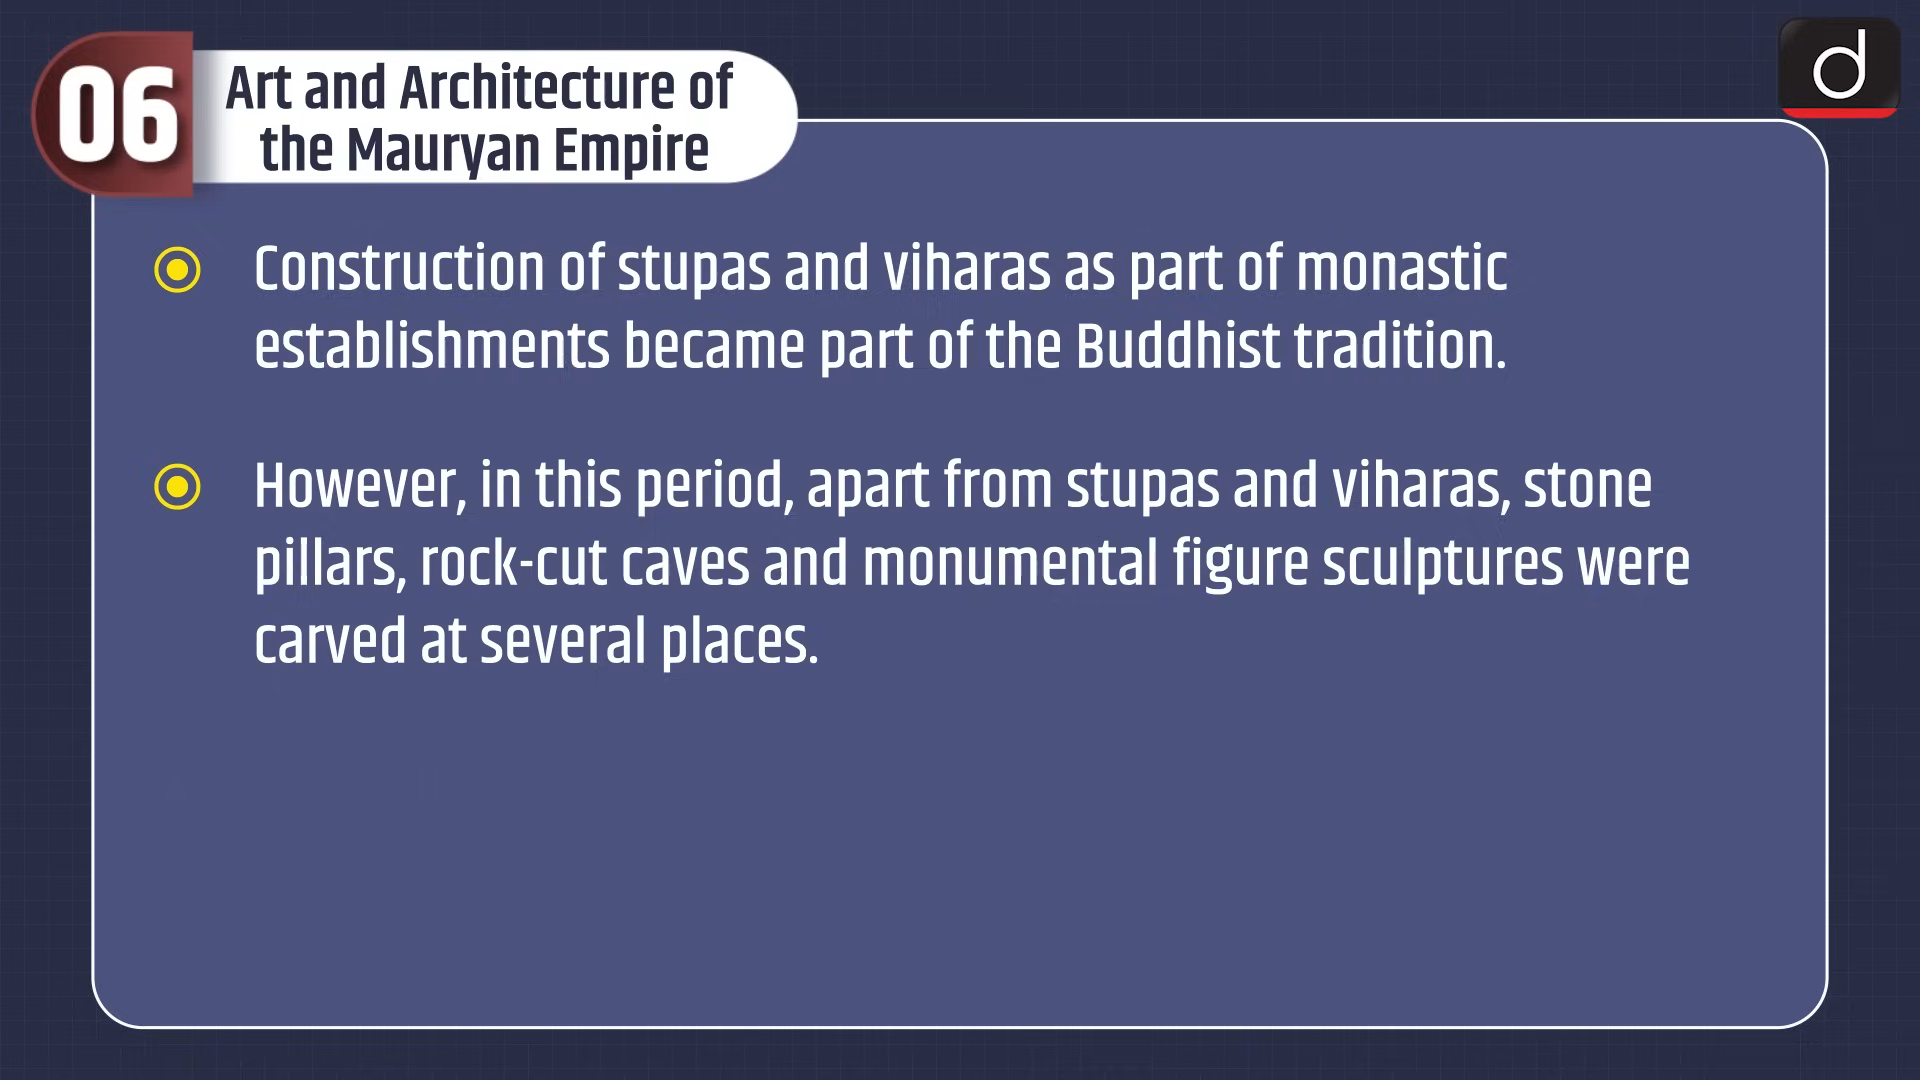 06
Art and Architecture of
the Mauryan Empire
d
Construction of stupas and viharas as part of monastic
establishments became part of the Buddhist tradition.
However, in this period, apart from stupas and viharas, stone
pillars, rock-cut caves and monumental figure sculptures were
carved at several places.